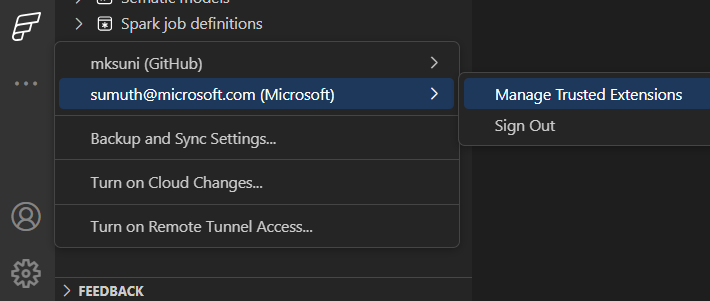 Sematic models
Spark job definitions
mksuni (GitHub)
sumuth@microsoft.com (Microsoft)
Manage Trusted Extensions
Sign Out
Backup and Sync Settings...
Turn on Cloud Changes...
Turn on Remote Tunnel Access...
FEEDBACK